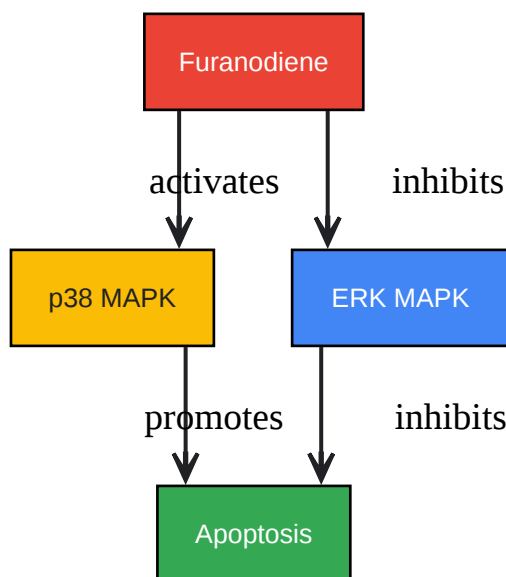 Furanodiene
activates
inhibits
p38 MAPK
ERK MAPK
promotes
inhibits
Apoptosis